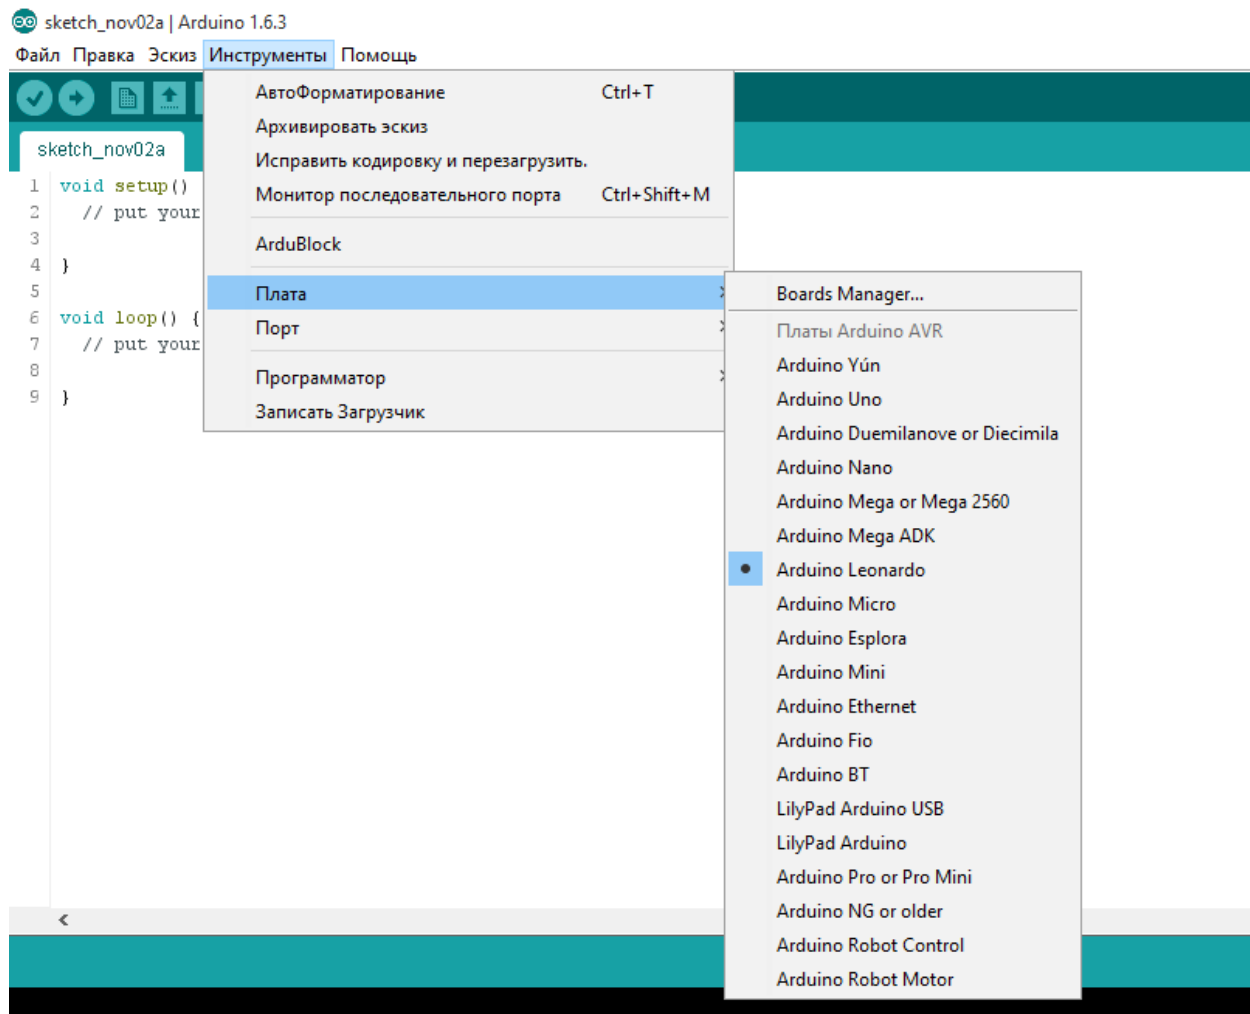 sketch_nov02a | Arduino 1.6.3
Файл Правка Эскиз Инструменты Помощь
АвтоФорматирование Ctrl+T
Архивировать эскиз
Исправить кодировку и перезагрузить.
Монитор последовательного порта Ctrl+Shift+M
ArduBlock
Плата
Порт
Программатор
Записать Загрузчик
sketch_nov02a
1 void setup()
2 // put your
3
4 }
5
6 void loop() {
7 // put your
8
9 }
Boards Manager...
Платы Arduino AVR
Arduino Yún
Arduino Uno
Arduino Duemilanove or Diecimila
Arduino Nano
Arduino Mega or Mega 2560
Arduino Mega ADK
Arduino Leonardo
Arduino Micro
Arduino Esplora
Arduino Mini
Arduino Ethernet
Arduino Fio
Arduino BT
LilyPad Arduino USB
LilyPad Arduino
Arduino Pro or Pro Mini
Arduino NG or older
Arduino Robot Control
Arduino Robot Motor